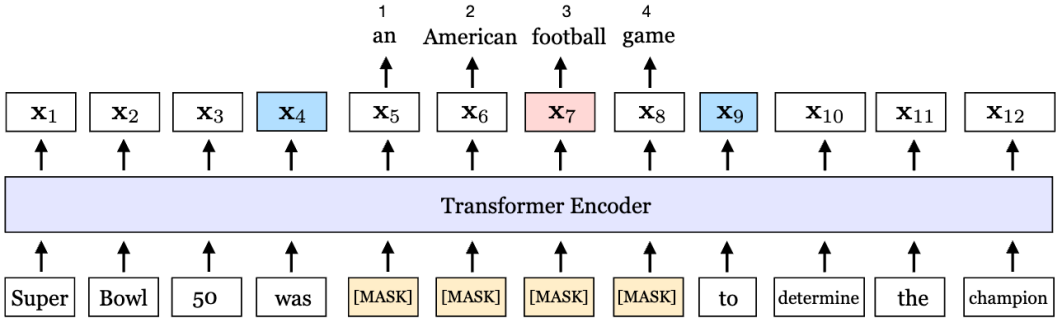 1 2 3 4
an American football game
x₁ x₂ x₃ x₄ x₅ x₆ x₇ x₈ x₉ x₁₀ x₁₁ x₁₂
Transformer Encoder
Super Bowl 50 was [MASK] [MASK] [MASK] [MASK] to determine the champion